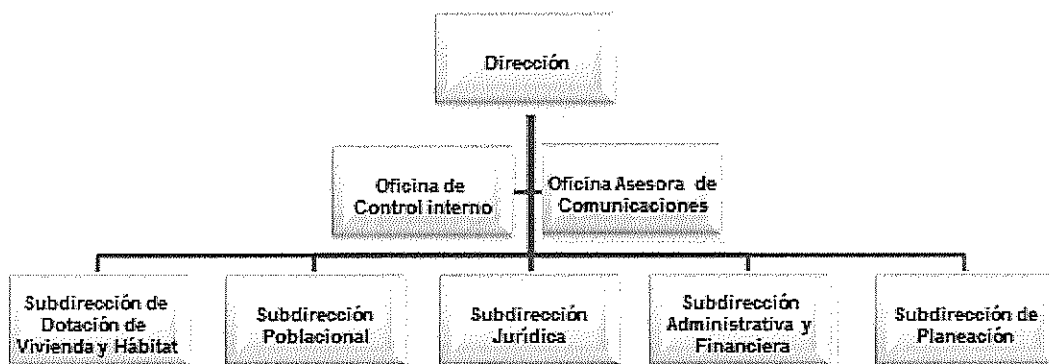 Dirección
Oficina de
Control interno
Oficina Asesora de
Comunicaciones
Subdirección de
Dotación de
Vivienda y Hábitat
Subdirección
Poblacional
Subdirección
Jurídica
Subdirección
Administrativa y
Financiera
Subdirección de
Planeación